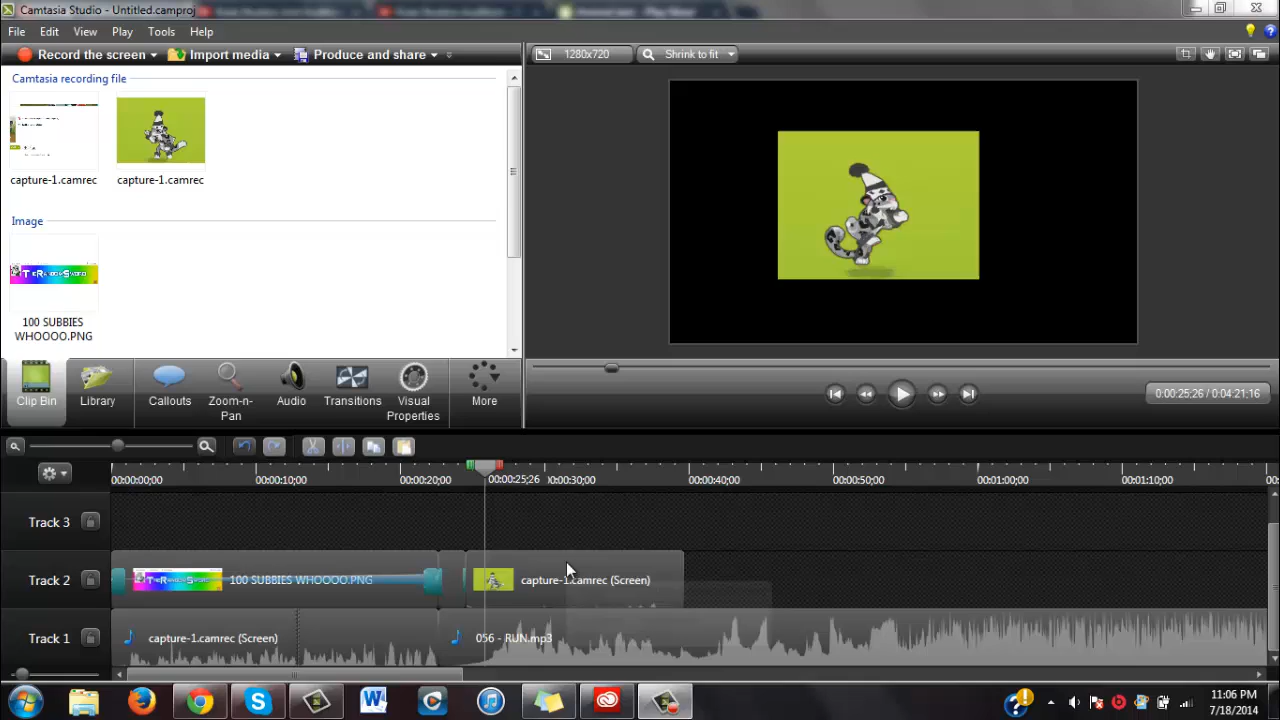 Camtasia Studio - Untitled.camproj
File Edit View Play Tools Help
Record the screen Import media Produce and share
1280x720 Shrink to fit
Camtasia recording file
capture-1.camrec capture-1.camrec
Image
100 SUBBIES
WHOOOO.PNG
Clip Bin Library Callouts Zoom-n-
Pan Audio Transitions Visual
Properties More
0:00:25;26 / 0:04:21;16
00:00:00;00 00:00:10;00 00:00:20;00 00:00:25;26 00:00:40;00 00:00:50;00 00:01:00;00 00:01:10;00
Track 3
Track 2 100 SUBBIES WHOOOO.PNG capture-1.camrec (Screen)
Track 1 capture-1.camrec (Screen) 056 - RUN.mp3
11:06 PM
7/18/2014